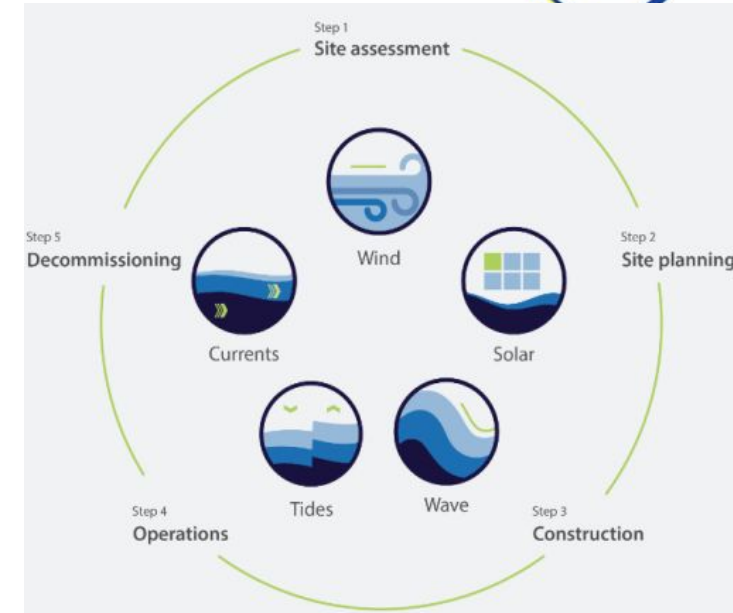 Step 1
Site assessment
Step 2
Site planning
Step 3
Construction
Step 4
Operations
Step 5
Decommissioning
Wind
Solar
Wave
Tides
Currents